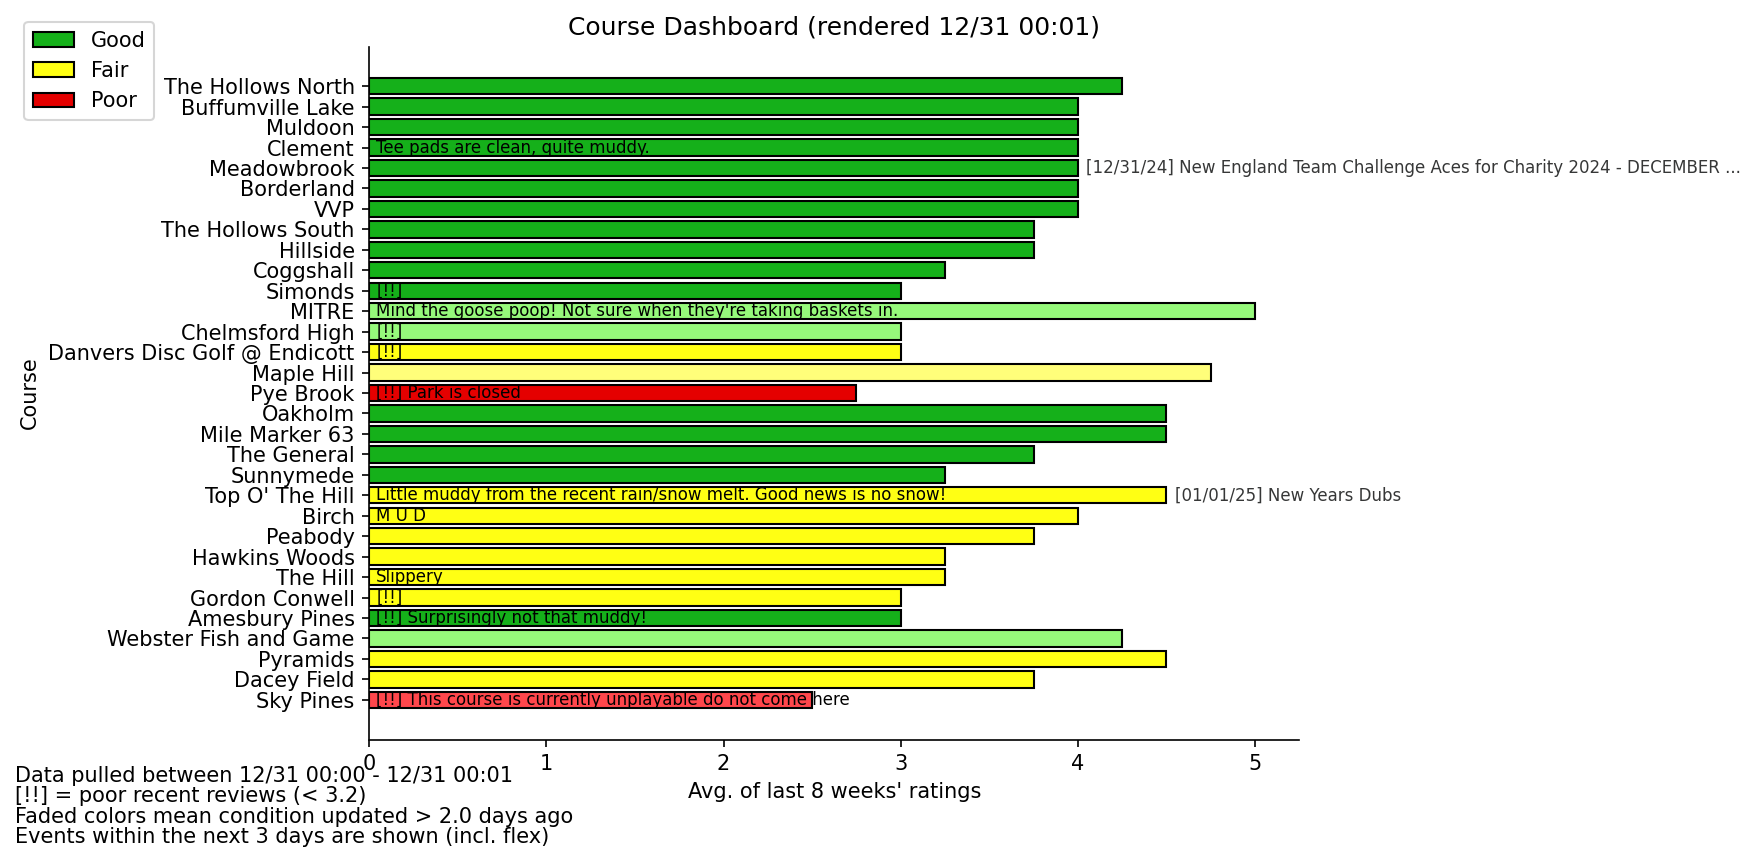 Course Dashboard (rendered 12/31 00:01)
Good
Fair
Poor
Course
The Hollows North
Buffumville Lake
Muldoon
Clement Tee pads are clean, quite muddy.
Meadowbrook [12/31/24] New England Team Challenge Aces for Charity 2024 - DECEMBER ...
Borderland
VVP
The Hollows South
Hillside
Coggshall
Simonds [!!]
MITRE Mind the goose poop! Not sure when they're taking baskets in.
Chelmsford High [!!]
Danvers Disc Golf @ Endicott [!!]
Maple Hill
Pye Brook [!!] Park is closed
Oakholm
Mile Marker 63
The General
Sunnymede
Top O' The Hill Little muddy from the recent rain/snow melt. Good news is no snow! [01/01/25] New Years Dubs
Birch M U D
Peabody
Hawkins Woods
The Hill Slippery
Gordon Conwell [!!]
Amesbury Pines [!!] Surprisingly not that muddy!
Webster Fish and Game
Pyramids
Dacey Field
Sky Pines [!!] This course is currently unplayable do not come here
0 1 2 3 4 5
Avg. of last 8 weeks' ratings
Data pulled between 12/31 00:00 - 12/31 00:01
[!!] = poor recent reviews (< 3.2)
Faded colors mean condition updated > 2.0 days ago
Events within the next 3 days are shown (incl. flex)